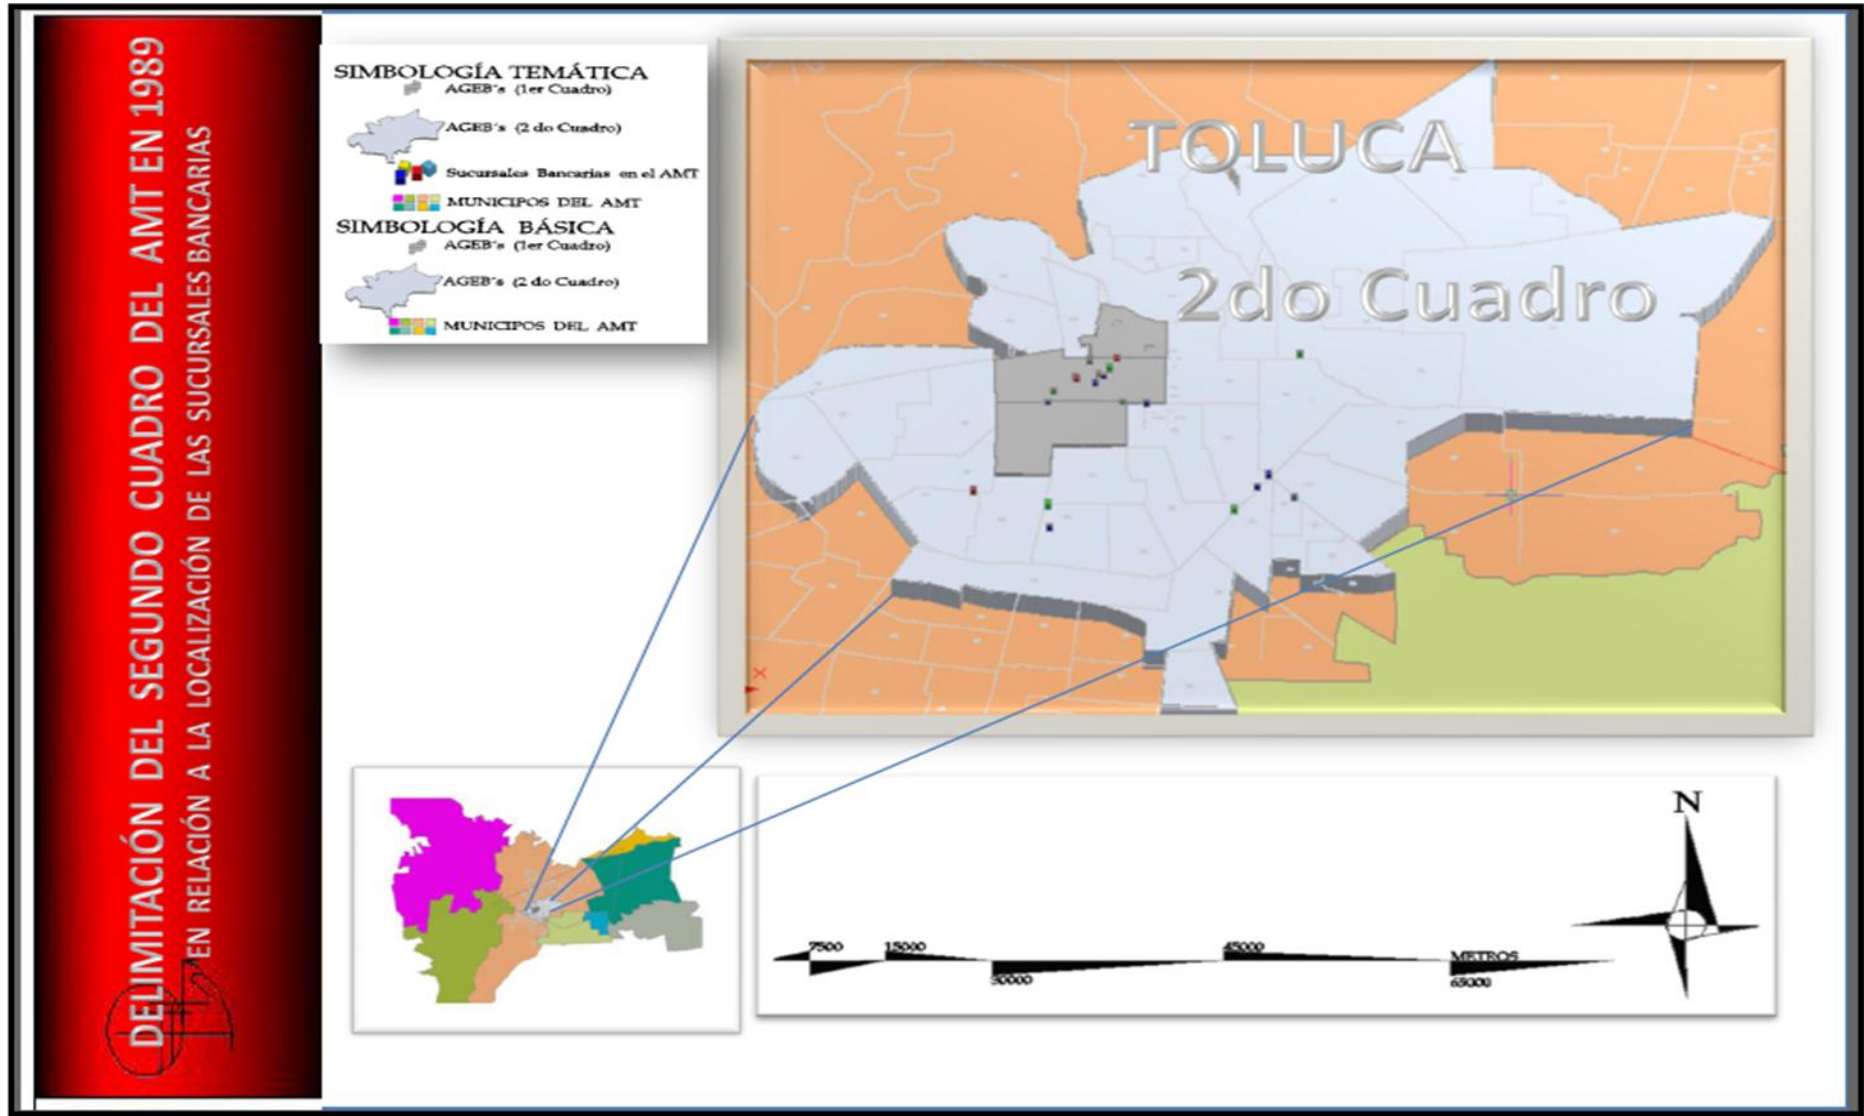 DELIMITACIÓN DEL SEGUNDO CUADRO DEL AMT EN 1989
EN RELACIÓN A LA LOCALIZACIÓN DE LAS SUCURSALES BANCARIAS
SIMBOLOGÍA TEMÁTICA
AGEB´s (1er Cuadro)
AGEB´s (2 do Cuadro)
Sucursales Bancarias en el AMT
MUNICIPOS DEL AMT
SIMBOLOGÍA BÁSICA
AGEB´s (1er Cuadro)
AGEB´s (2 do Cuadro)
MUNICIPOS DEL AMT
TOLUCA
2do Cuadro
X
N
7500 15000 45000 METROS
30000 65000